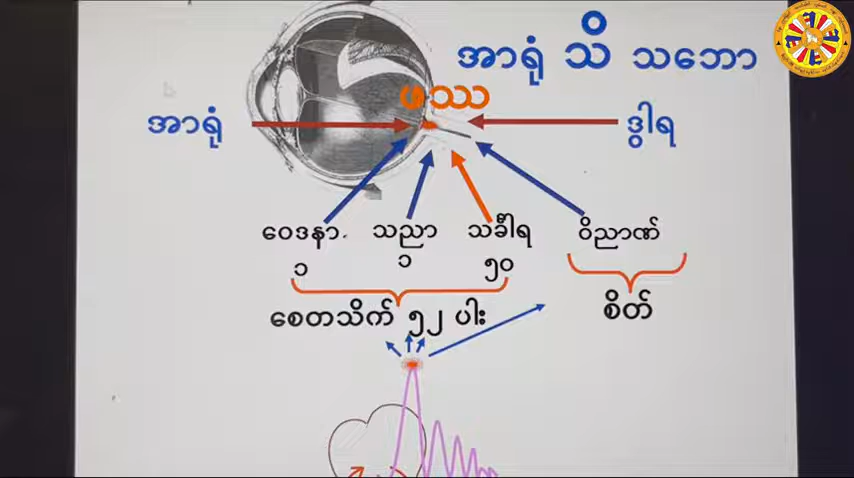 အာရုံ သိ သဘော
ဖဿ
အာရုံ
ဒွါရ
ဝေဒနာ သညာ သင်္ခါရ ဝိညာဏ်
၁ ၁ ၅၀
စေတသိက် ၅၂ ပါး
စိတ်